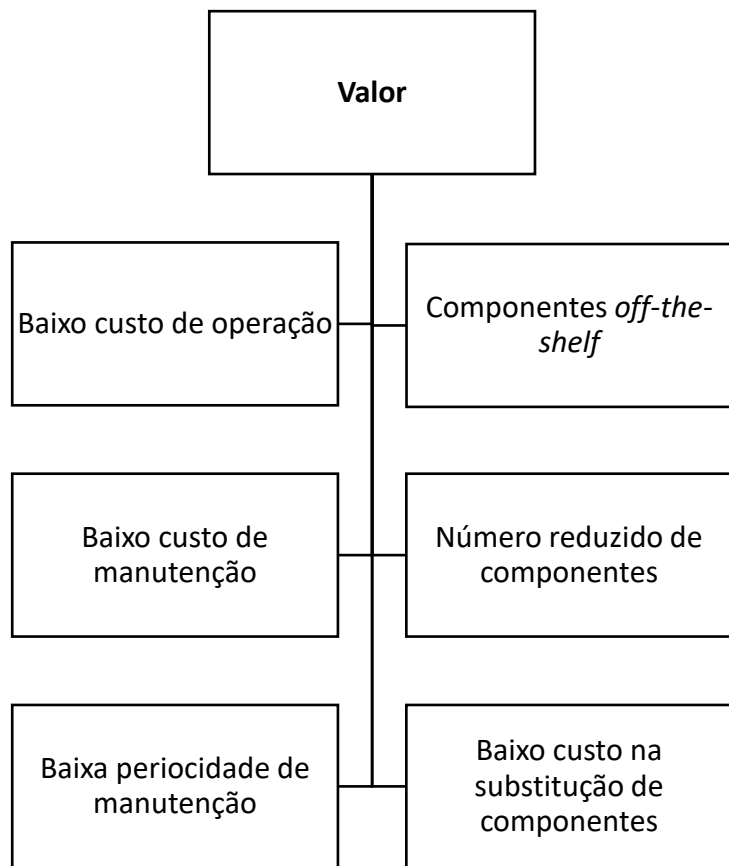 Valor
Baixo custo de operação
Componentes off-the-
shelf
Baixo custo de
manutenção
Número reduzido de
componentes
Baixa periocidade de
manutenção
Baixo custo na
substitução de
componentes